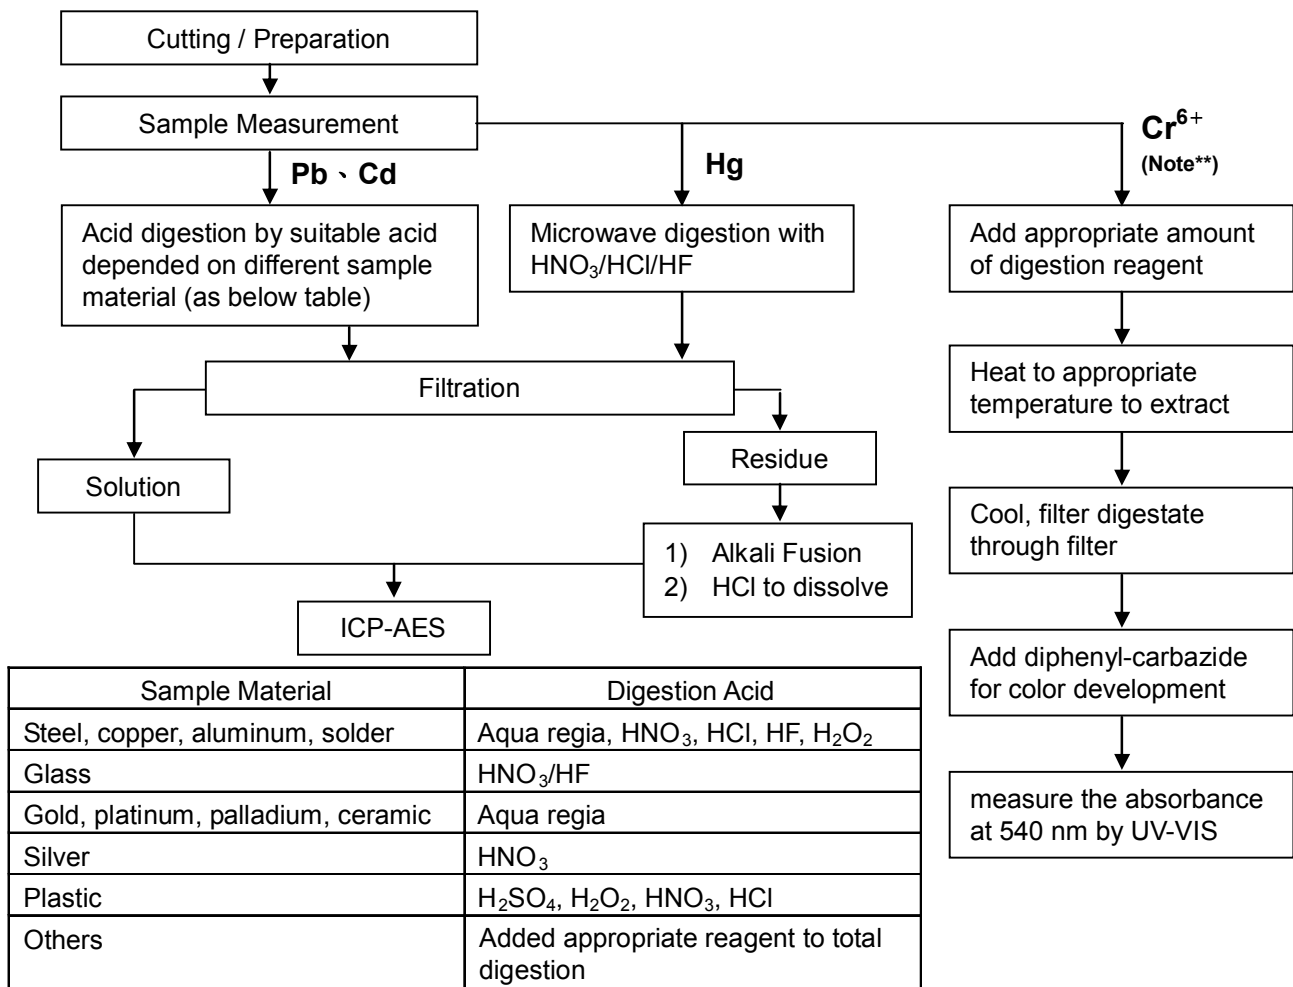 Cutting / Preparation
Sample Measurement
Pb、Cd
Hg
Cr⁶⁺
(Note**)
Acid digestion by suitable acid
depended on different sample
material (as below table)
Microwave digestion with
HNO₃/HCl/HF
Add appropriate amount
of digestion reagent
Filtration
Heat to appropriate
temperature to extract
Solution
Residue
Cool, filter digestate
through filter
1) Alkali Fusion
2) HCl to dissolve
ICP-AES
Add diphenyl-carbazide
for color development
measure the absorbance
at 540 nm by UV-VIS
Sample Material Digestion Acid
Steel, copper, aluminum, solder Aqua regia, HNO₃, HCl, HF, H₂O₂
Glass HNO₃/HF
Gold, platinum, palladium, ceramic Aqua regia
Silver HNO₃
Plastic H₂SO₄, H₂O₂, HNO₃, HCl
Others Added appropriate reagent to total
digestion